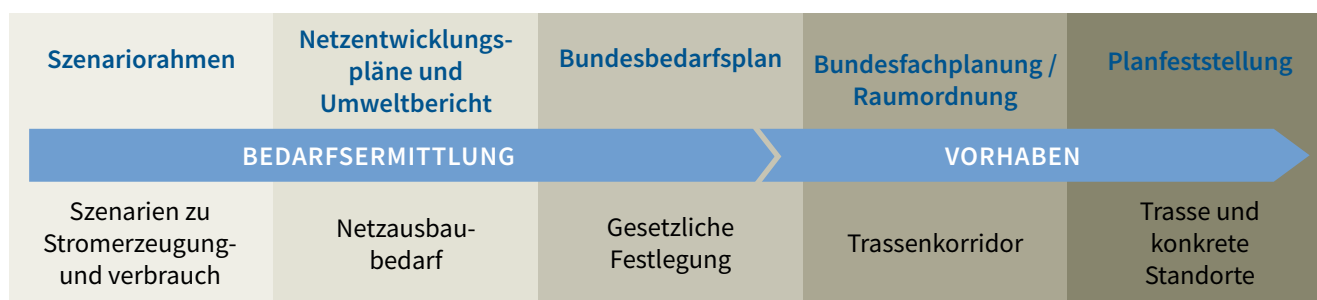 Szenariorahmen
Netzentwicklungs-
pläne und
Umweltbericht
Bundesbedarfsplan
Bundesfachplanung /
Raumordnung
Planfeststellung
BEDARFSERMITTLUNG
VORHABEN
Szenarien zu
Stromerzeugung-
und verbrauch
Netzausbau-
bedarf
Gesetzliche
Festlegung
Trassenkorridor
Trasse und
konkrete
Standorte